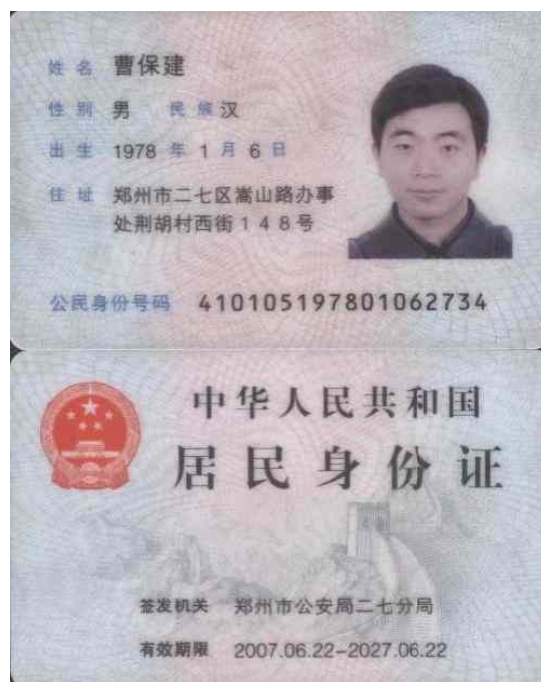 姓名 曹保建
性别 男 民族 汉
出生 1978 年 1 月 6 日
住址 郑州市二七区嵩山路办事
处荆胡村西街148号
公民身份号码 410105197801062734
中华人民共和国
居民身份证
签发机关 郑州市公安局二七分局
有效期限 2007.06.22-2027.06.22